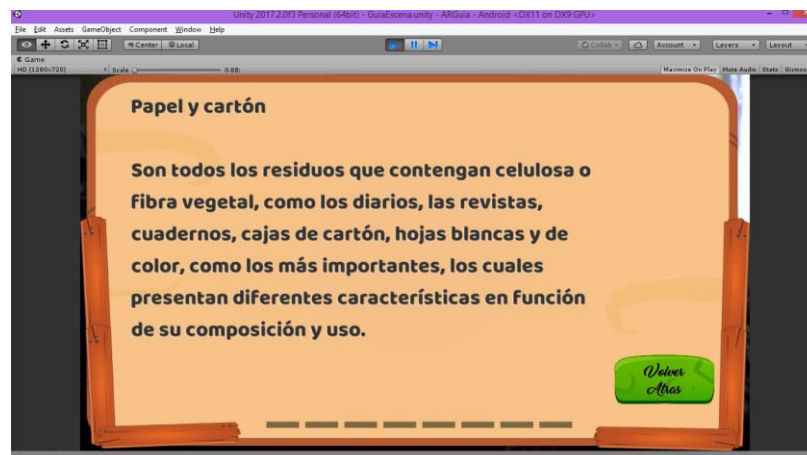 Unity 2017.2.0f3 Personal (64bit) - GuiaEscena.unity - ARGuia - Android <DX11 on DX9 GPU>
File Edit Assets GameObject Component Window Help
Center Local Collab Account Layers Layout
Game
HD (1280x720) Scale 0.88 Maximize On Play Mute Audio Stats Gizmos
Papel y cartón
Son todos los residuos que contengan celulosa o
fibra vegetal, como los diarios, las revistas,
cuadernos, cajas de cartón, hojas blancas y de
color, como los más importantes, los cuales
presentan diferentes característícas en función
de su composición y uso.
Volver
Atras